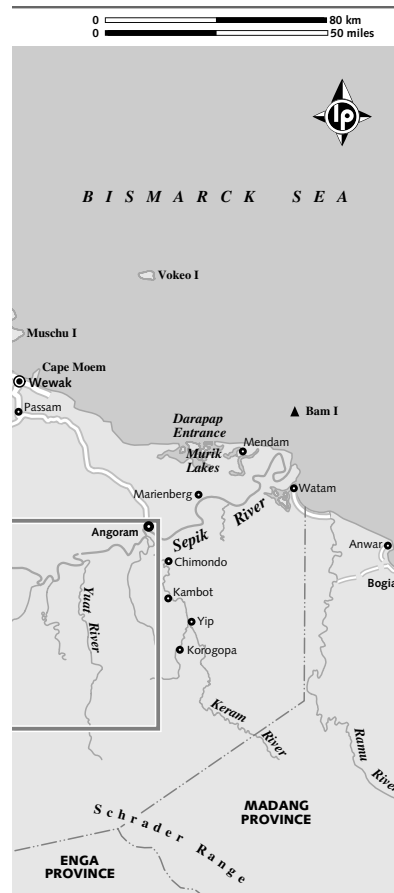 0 80 km
0 50 miles
lp
BISMARCK SEA
Vokeo I
Muschu I
Cape Moem
Wewak
Passam
Bam I
Darapap
Entrance
Mendam
Murik
Lakes
Marienberg
Watam
Sepik River
Angoram
Anwar
Chimondo
Bogia
Kambot
Yuat
River
Yip
Korogopa
Keram
River
Ramu
River
Schrader Range
MADANG
PROVINCE
ENGA
PROVINCE